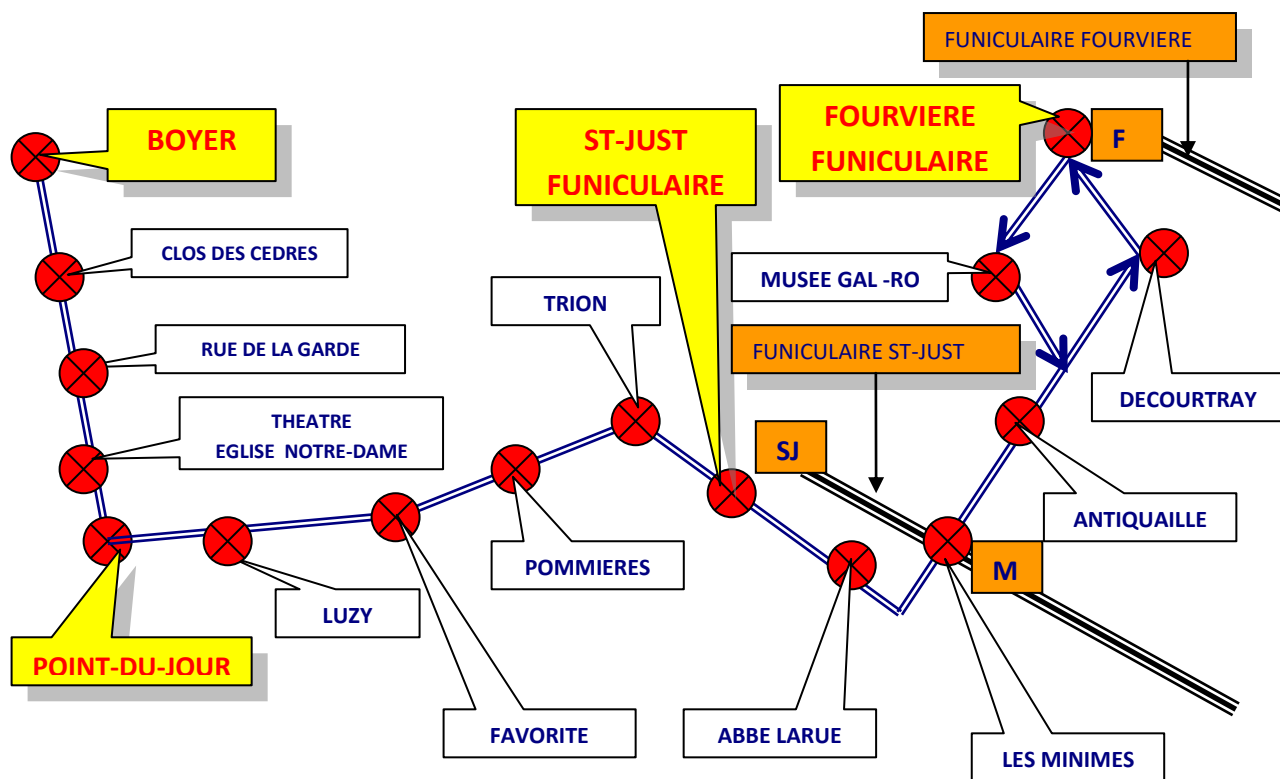 FUNICULAIRE FOURVIERE
BOYER
ST-JUST
FUNICULAIRE
FOURVIERE
FUNICULAIRE
F
CLOS DES CEDRES
MUSEE GAL -RO
TRION
RUE DE LA GARDE
FUNICULAIRE ST-JUST
DECOURTRAY
THEATRE
EGLISE NOTRE-DAME
SJ
ANTIQUAILLE
POMMIERES
M
LUZY
POINT-DU-JOUR
FAVORITE
ABBE LARUE
LES MINIMES